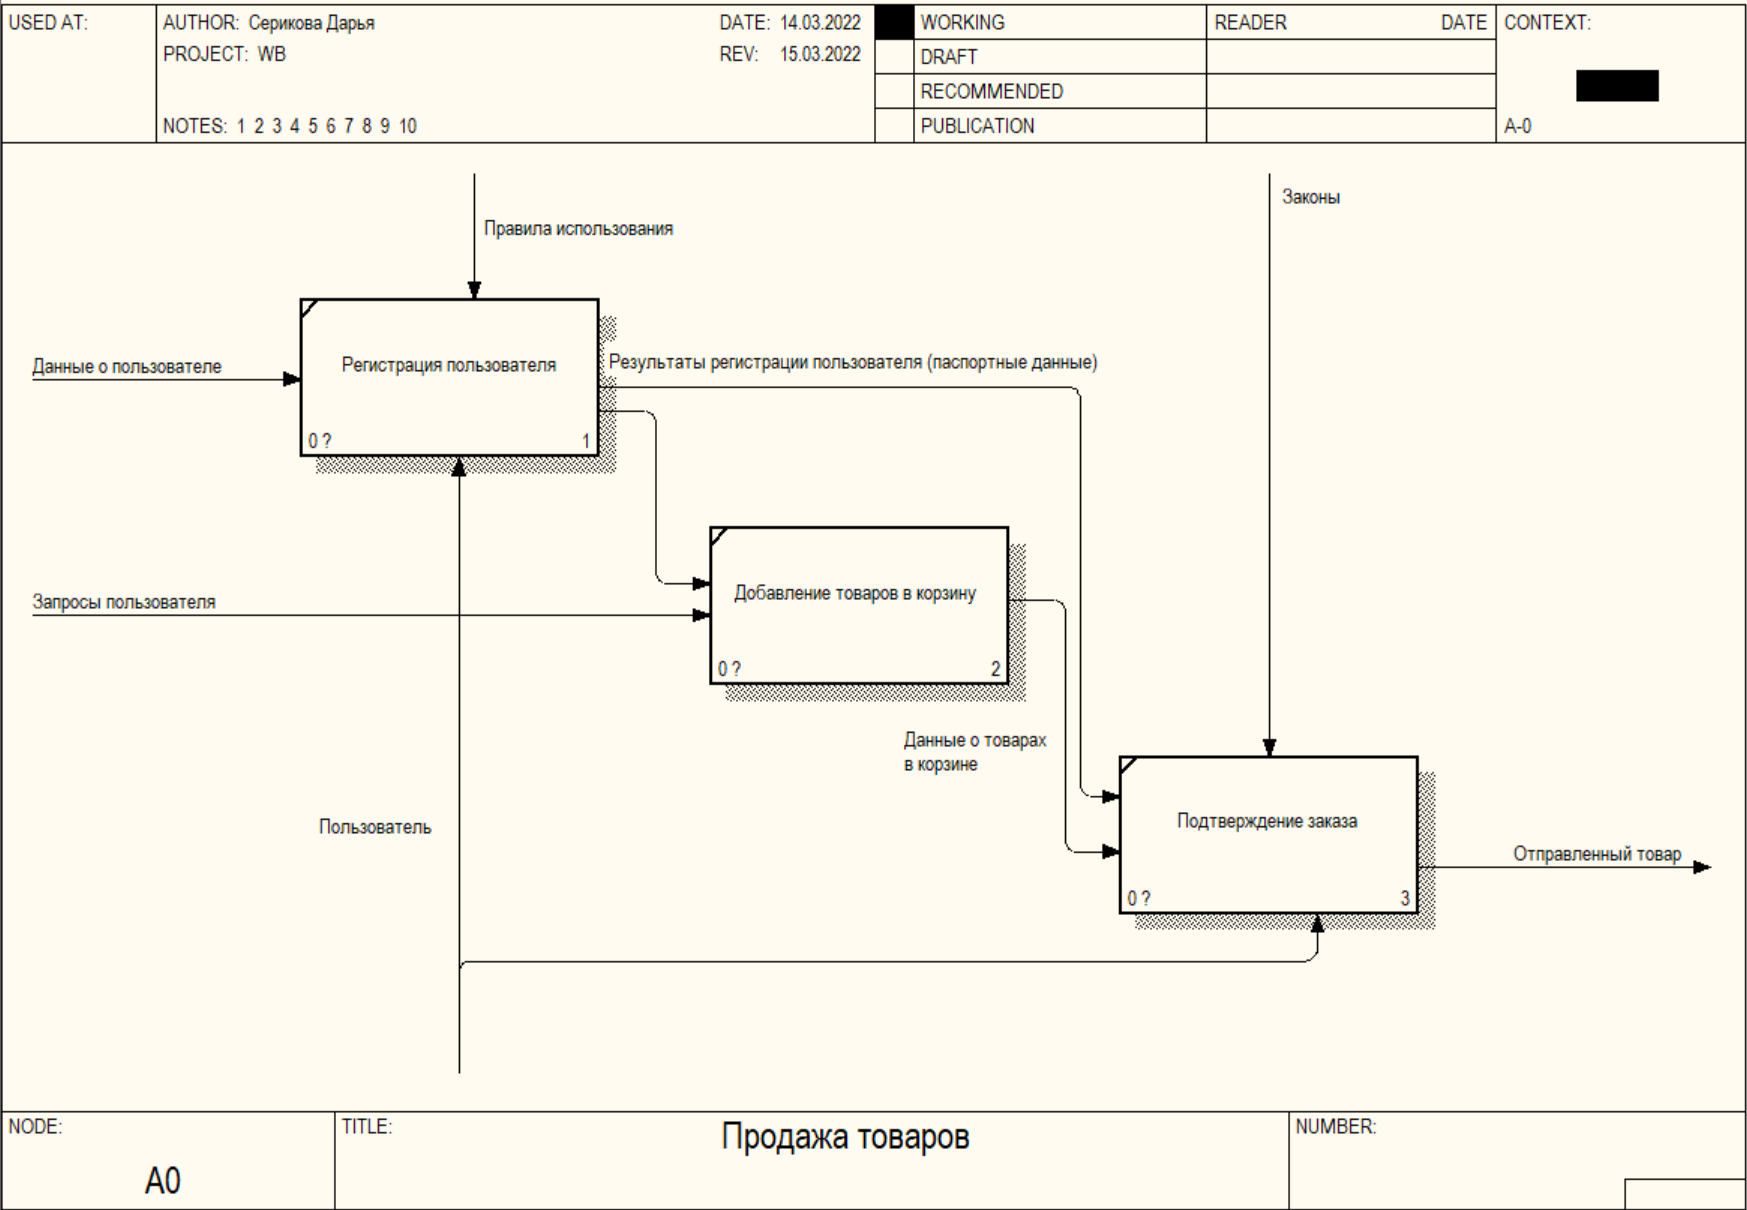 USED AT:
AUTHOR: Серикова Дарья
DATE: 14.03.2022
PROJECT: WB
REV: 15.03.2022
NOTES: 1 2 3 4 5 6 7 8 9 10
WORKING
DRAFT
RECOMMENDED
PUBLICATION
READER DATE
CONTEXT:
A-0
Законы
Правила использования
Данные о пользователе
Регистрация пользователя
0 ? 1
Результаты регистрации пользователя (паспортные данные)
Запросы пользователя
Добавление товаров в корзину
0 ? 2
Данные о товарах
в корзине
Пользователь
Подтверждение заказа
0 ? 3
Отправленный товар
NODE:
A0
TITLE:
Продажа товаров
NUMBER: